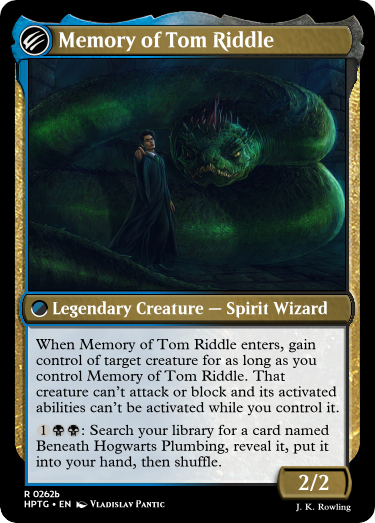 Memory of Tom Riddle
Legendary Creature — Spirit Wizard
When Memory of Tom Riddle enters, gain
control of target creature for as long as you
control Memory of Tom Riddle. That
creature can't attack or block and its activated
abilities can't be activated while you control it.
1: Search your library for a card named
Beneath Hogwarts Plumbing, reveal it, put it
into your hand, then shuffle.
2/2
R 0262b
HPTG • EN Vladislav Pantic
J. K. Rowling